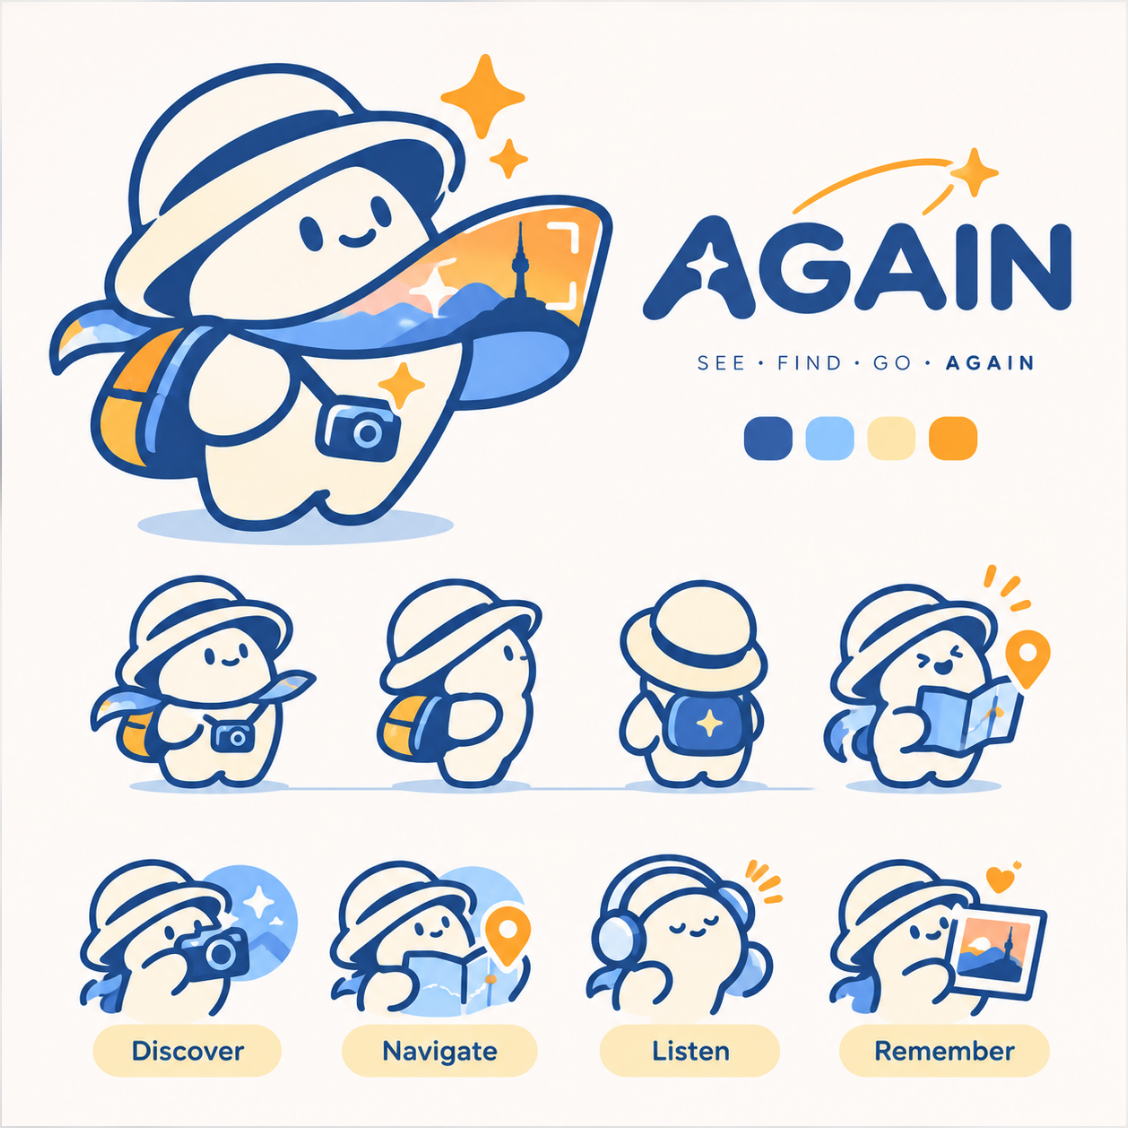 AGAIN
SEE • FIND • GO • AGAIN
Discover
Navigate
Listen
Remember